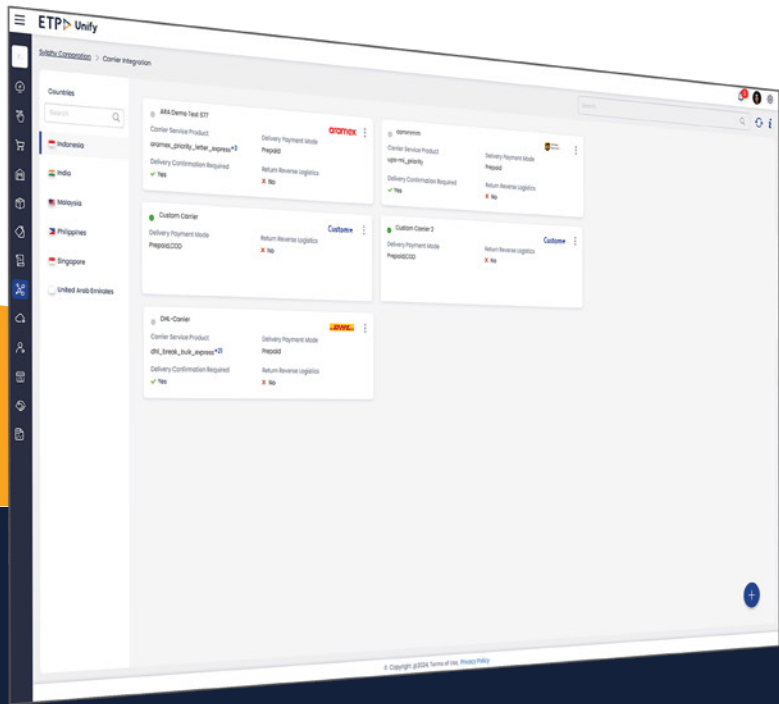 ETP Unify
Carrier Integration
Countries
Search
Search
Indonesia
India
Malaysia
Philippines
Singapore
United Arab Emirates
ARA Demo Test 577
aramex
Carrier Service Product
aramex_priority_letter_express+3
Delivery Payment Mode
Prepaid
Delivery Confirmation Required
Yes
Return Reverse Logistics
No
Carrier Service Product
ups-mi_priority
Delivery Payment Mode
Prepaid
Delivery Confirmation Required
Yes
Return Reverse Logistics
No
Custom Carrier
Custom
Delivery Payment Mode
Prepaid,COD
Return Reverse Logistics
No
Custom Carrier 2
Custom
Delivery Payment Mode
Prepaid,COD
Return Reverse Logistics
No
DHL-Carrier
DHL
Carrier Service Product
dhl_break_bulk_express+21
Delivery Payment Mode
Prepaid
Delivery Confirmation Required
Yes
Return Reverse Logistics
No
© Copyright, Terms of Use, Privacy Policy